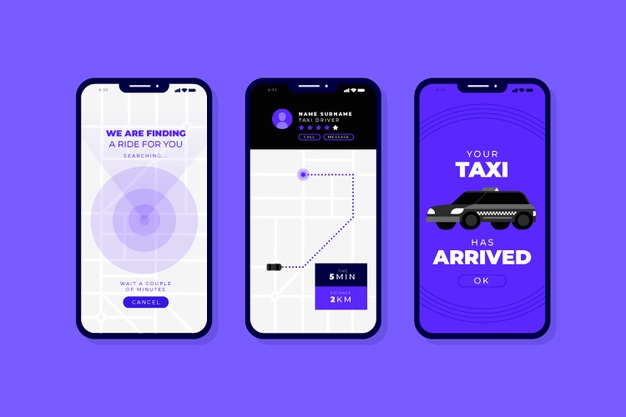 WE ARE FINDING
A RIDE FOR YOU
SEARCHING...
WAIT A COUPLE
OF MINUTES
CANCEL
NAME SURNAME
TAXI DRIVER
CALL
MESSAGE
TIME
5 MIN
DISTANCE
2 KM
YOUR
TAXI
HAS
ARRIVED
OK